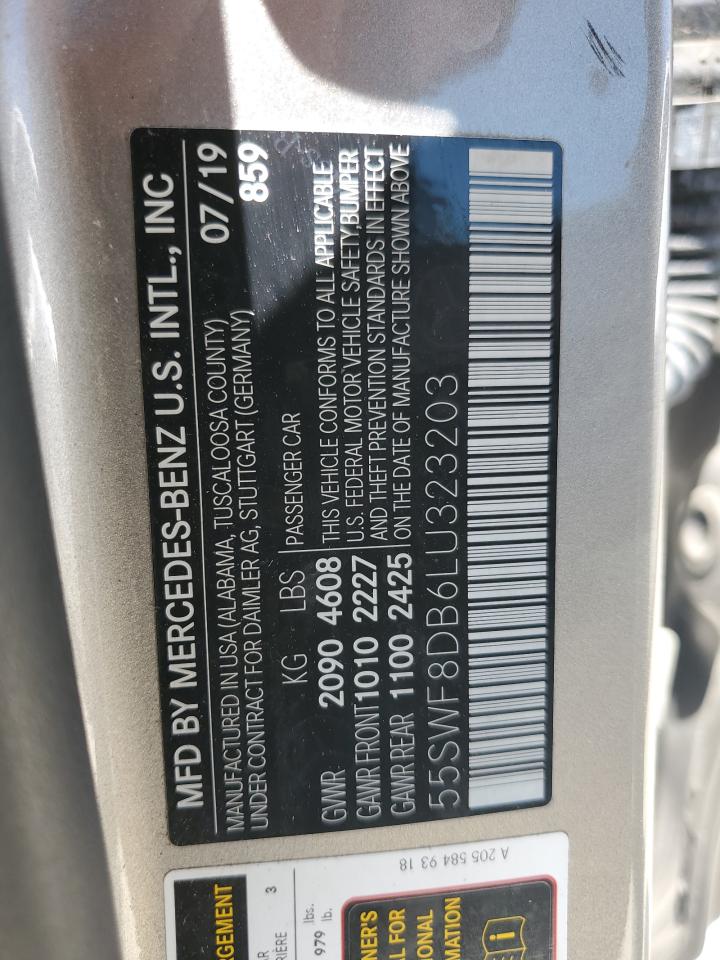 MFD BY MERCEDES-BENZ U.S. INTL., INC
07/19
MANUFACTURED IN USA (ALABAMA, TUSCALOOSA COUNTY)
UNDER CONTRACT FOR DAIMLER AG, STUTTGART (GERMANY)
859
KG LBS
GVWR 2090 4608
GAWR FRONT 1010 2227
GAWR REAR 1100 2425
PASSENGER CAR
THIS VEHICLE CONFORMS TO ALL APPLICABLE
U.S. FEDERAL MOTOR VEHICLE SAFETY, BUMPER
AND THEFT PREVENTION STANDARDS IN EFFECT
ON THE DATE OF MANUFACTURE SHOWN ABOVE
55SWF8DB6LU323203
A 205 584 93 18
RGEMENT
3
AR
RIÈRE
lbs.
979 lb.
NER'S
L FOR
IONAL
MATION
i